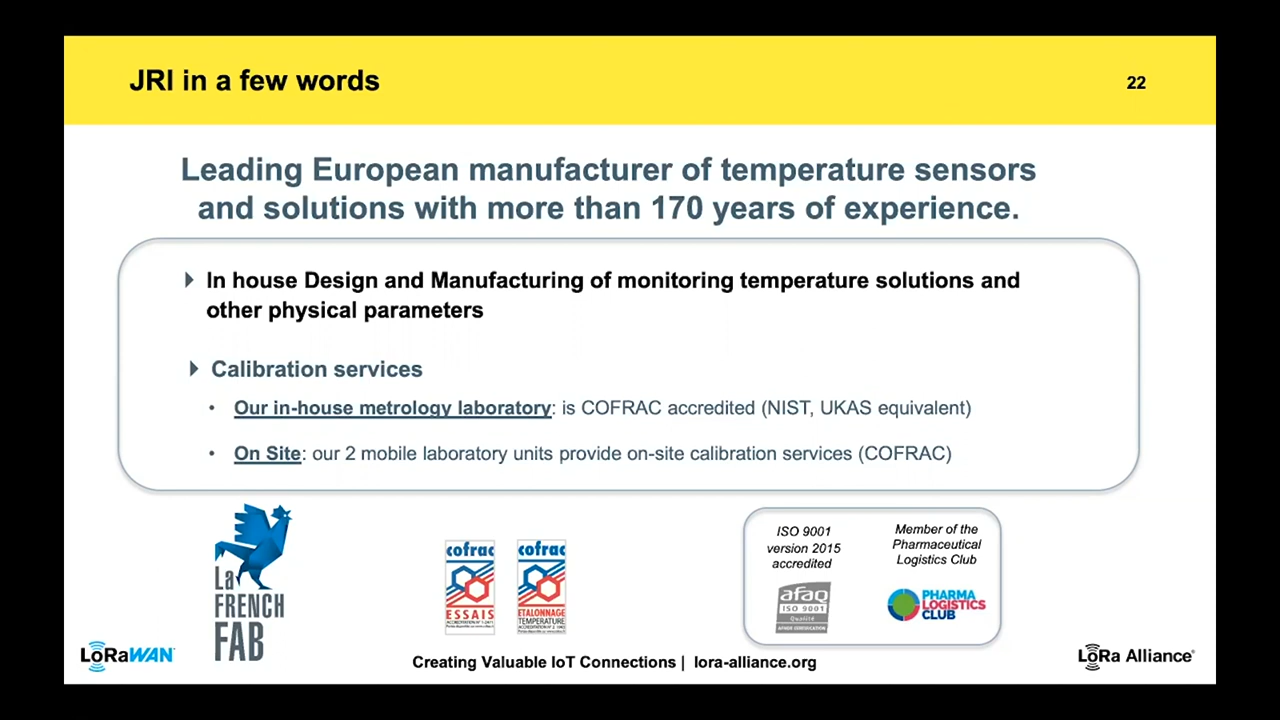 JRI in a few words
22
Leading European manufacturer of temperature sensors
and solutions with more than 170 years of experience.
In house Design and Manufacturing of monitoring temperature solutions and
other physical parameters
Calibration services
• Our in-house metrology laboratory: is COFRAC accredited (NIST, UKAS equivalent)
• On Site: our 2 mobile laboratory units provide on-site calibration services (COFRAC)
La
FRENCH
FAB
cofrac
ESSAIS
cofrac
ETALONNAGE
TEMPERATURE
ISO 9001
version 2015
accredited
afaq
ISO 9001
Qualité
AFNOR CERTIFICATION
Member of the
Pharmaceutical
Logistics Club
PHARMA
LOGISTICS
CLUB
LoRaWAN
Creating Valuable IoT Connections | lora-alliance.org
LoRa Alliance®